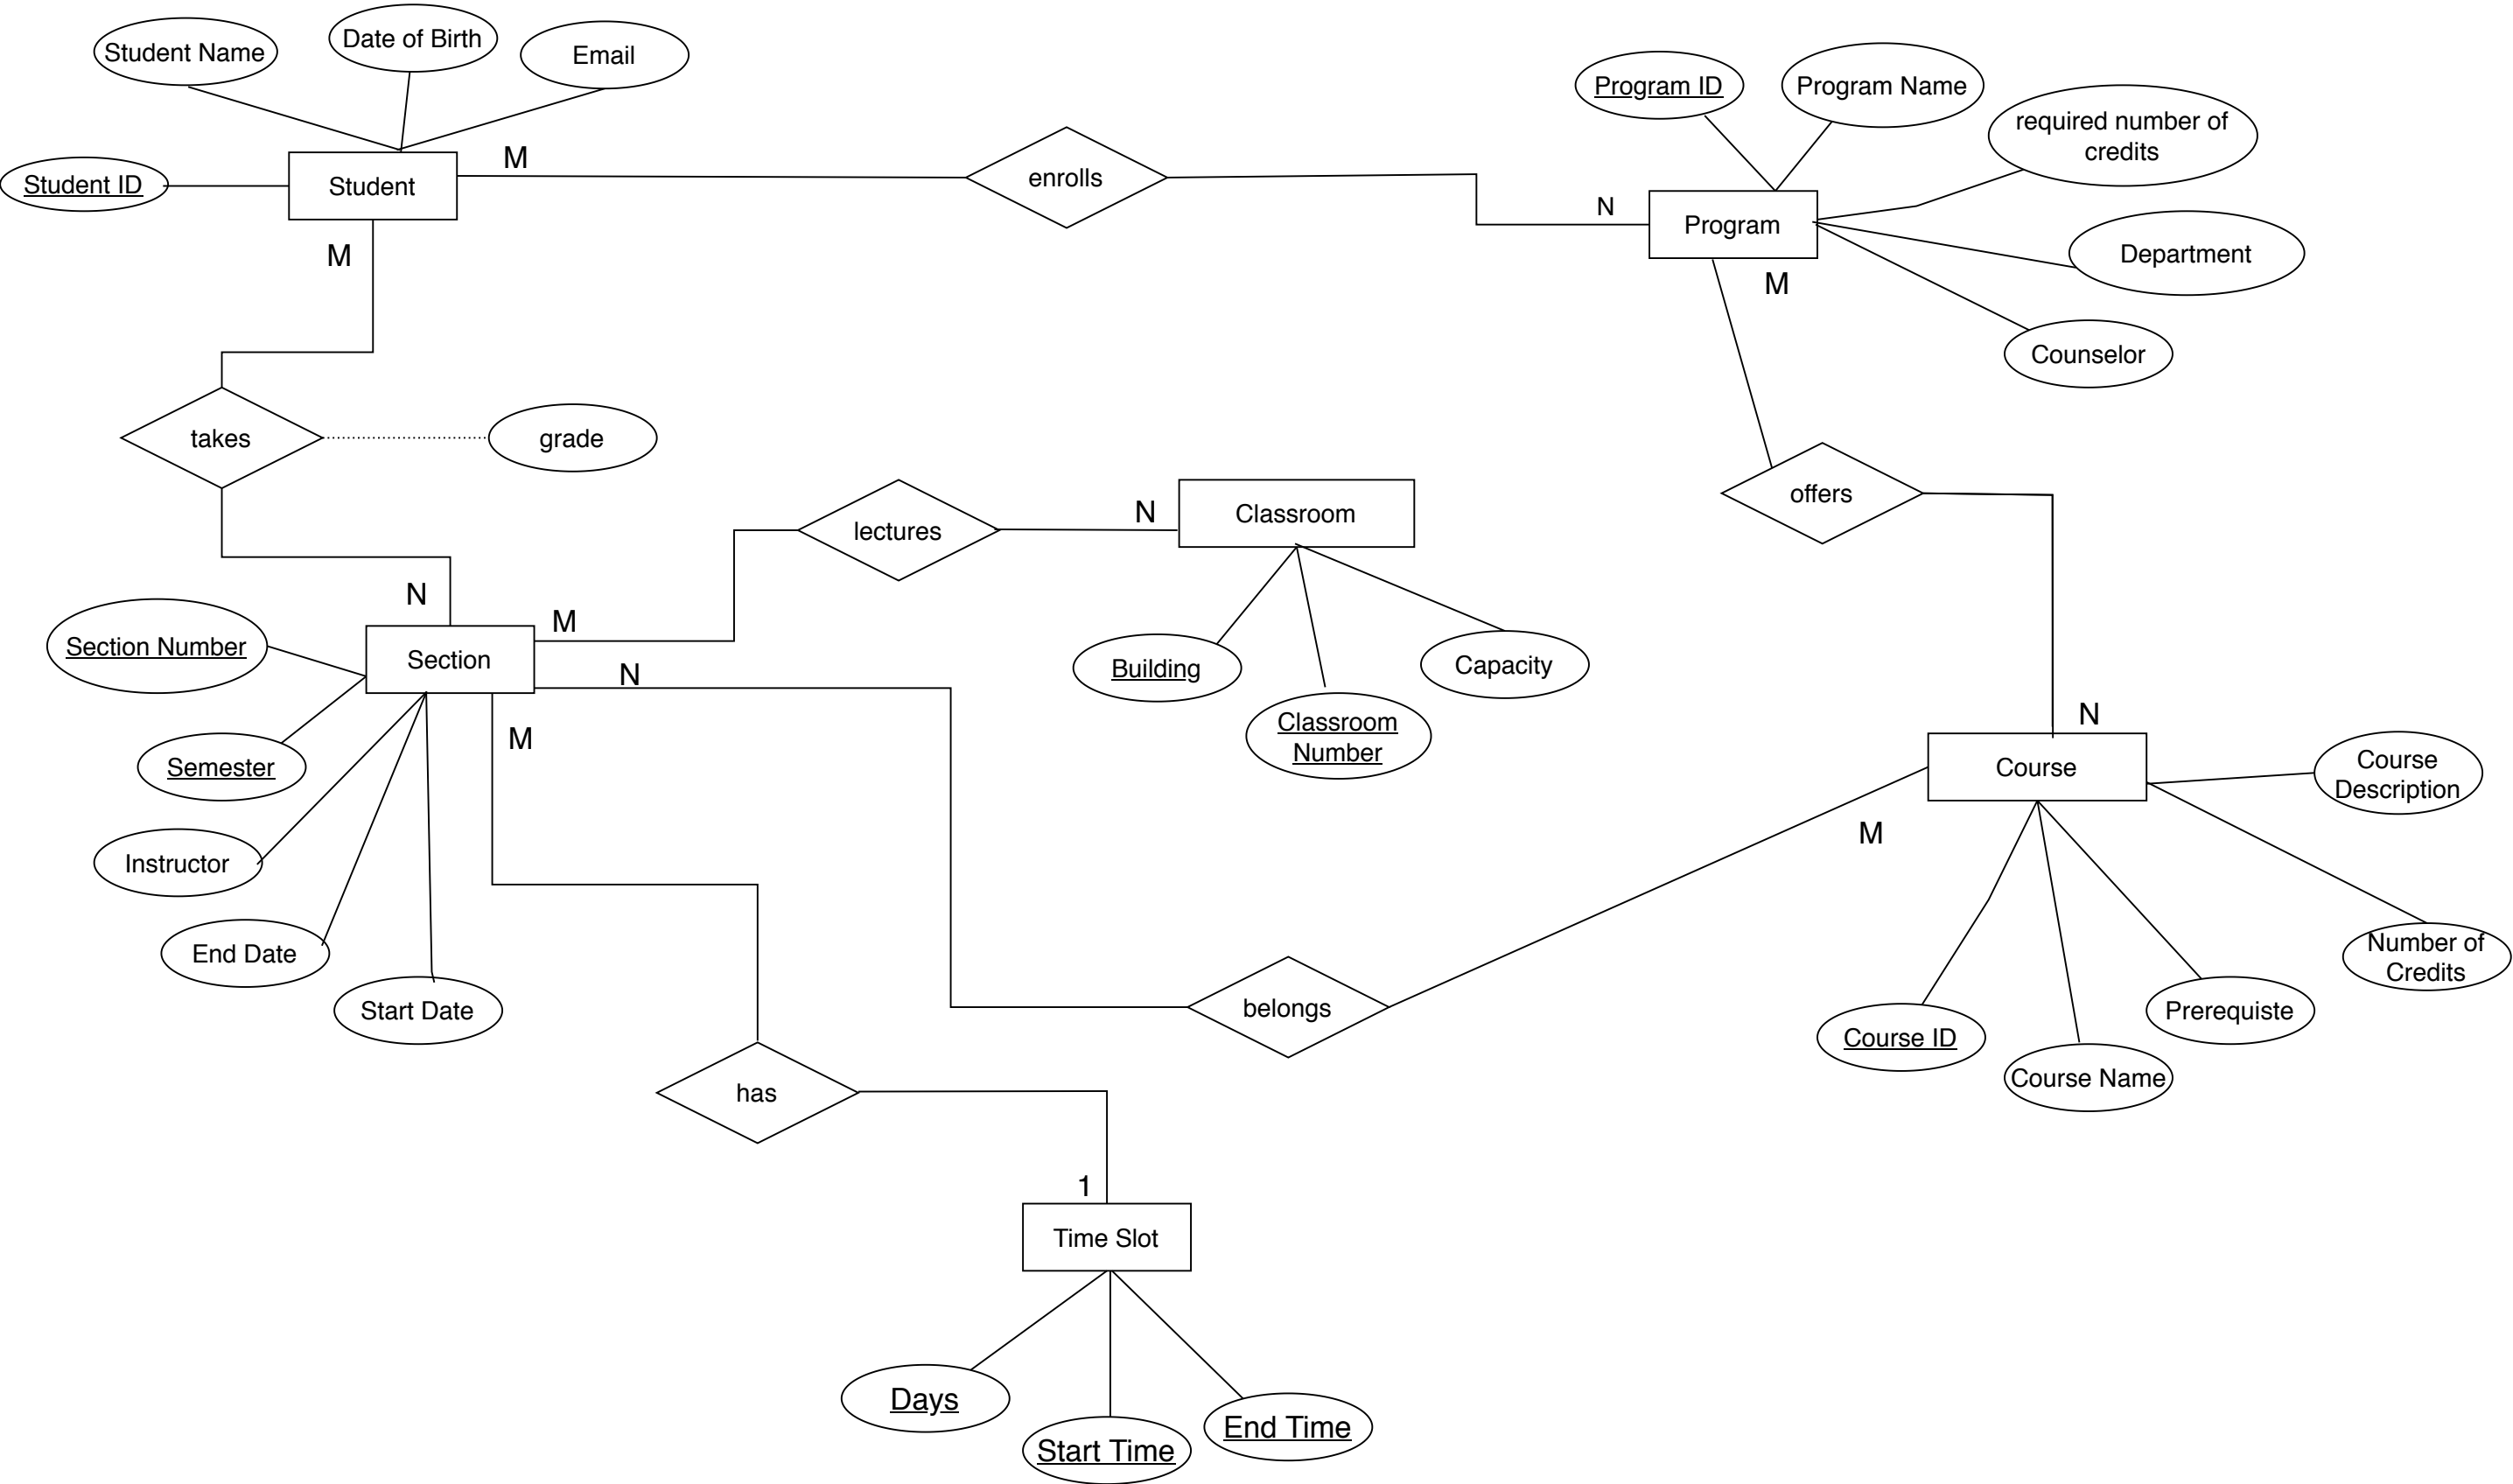 Student Name
Date of Birth
Email
Program ID
Program Name
required number of
credits
Student ID
Student
M
enrolls
N
Program
Department
M
M
Counselor
takes
grade
lectures
N
Classroom
offers
N
M
Section Number
Section
N
Building
Capacity
Classroom
Number
M
Semester
N
Course
Course
Description
M
Instructor
End Date
Start Date
belongs
Number of
Credits
Prerequiste
Course ID
Course Name
has
1
Time Slot
Days
Start Time
End Time